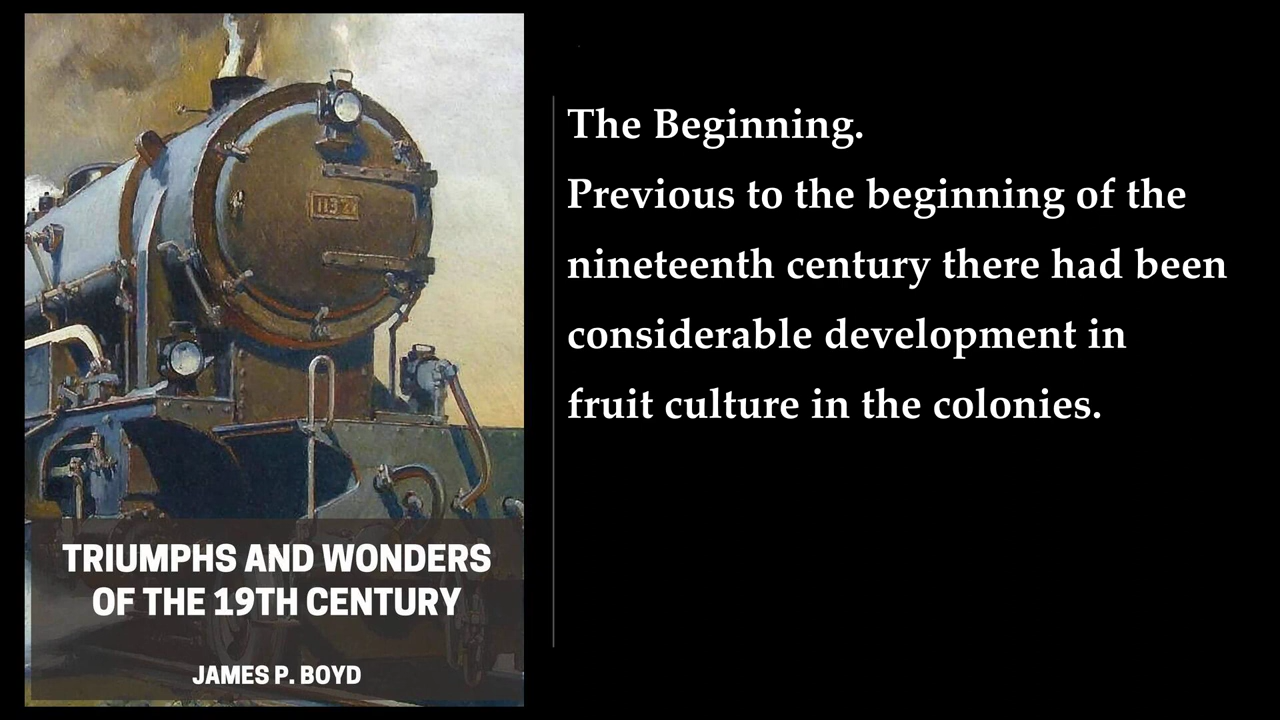 The Beginning.
Previous to the beginning of the
nineteenth century there had been
considerable development in
fruit culture in the colonies.
TRIUMPHS AND WONDERS
OF THE 19TH CENTURY
JAMES P. BOYD